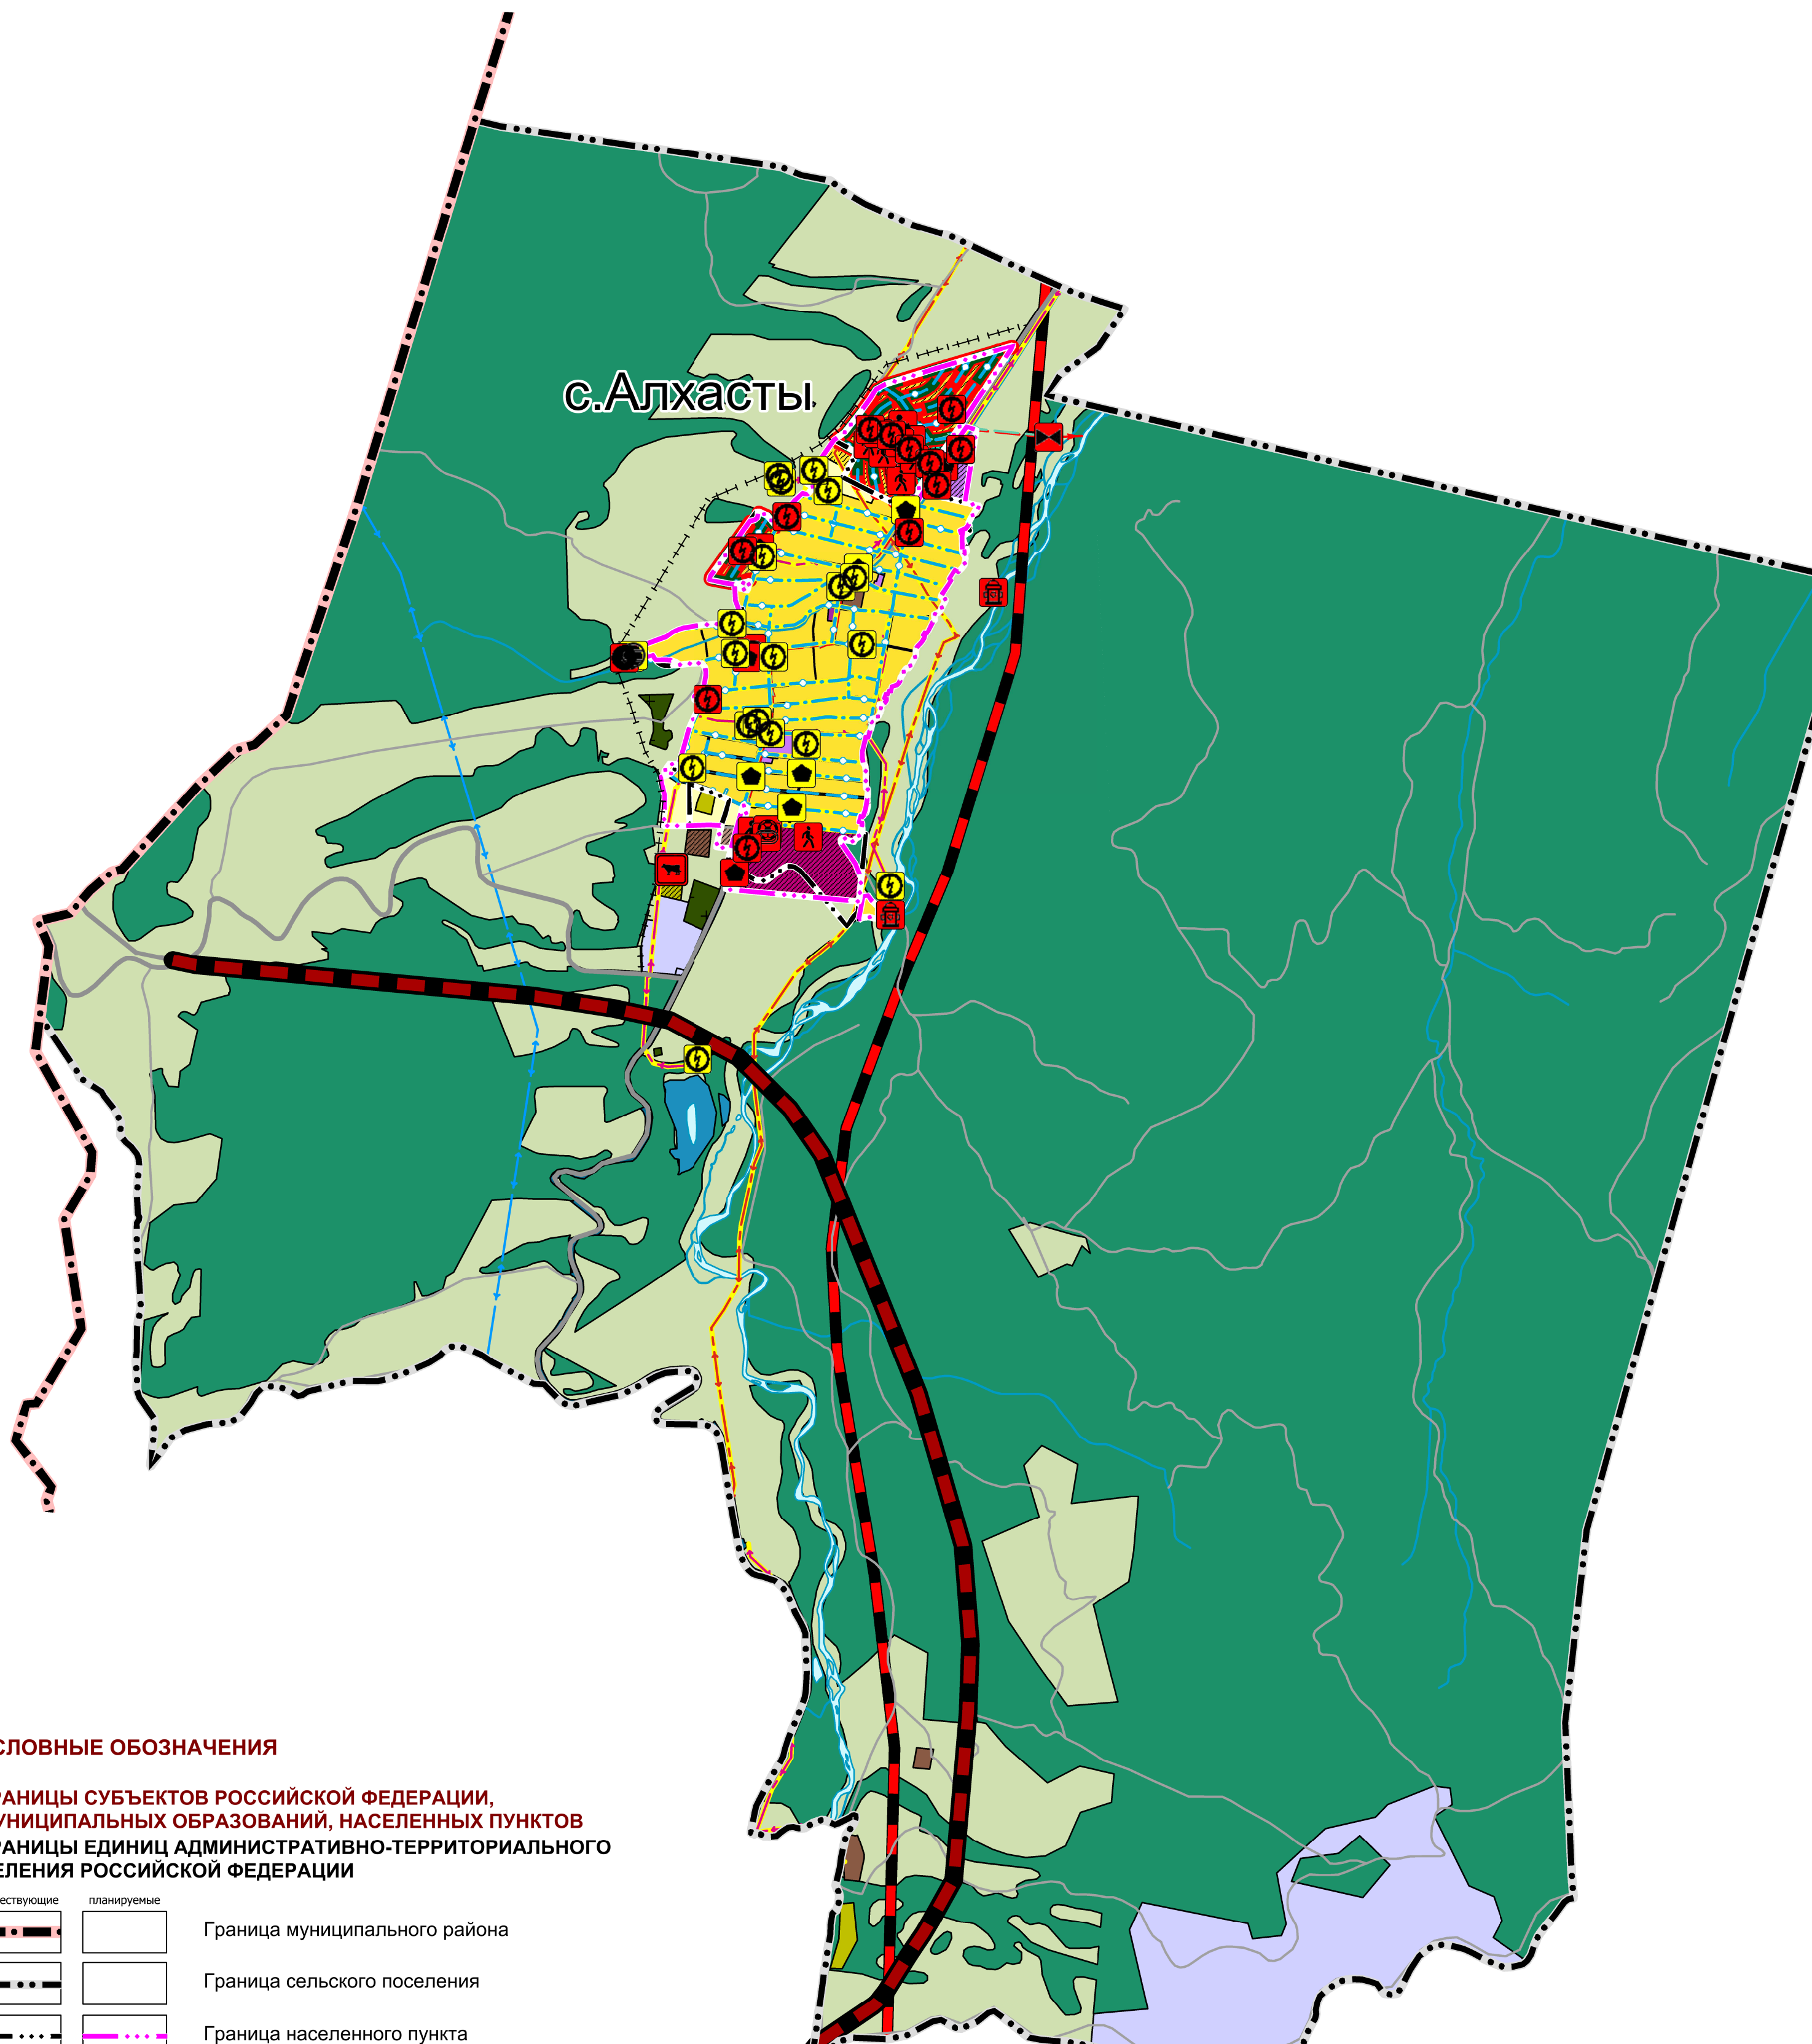 с.Алхасты
СЛОВНЫЕ ОБОЗНАЧЕНИЯ
РАНИЦЫ СУБЪЕКТОВ РОССИЙСКОЙ ФЕДЕРАЦИИ,
УНИЦИПАЛЬНЫХ ОБРАЗОВАНИЙ, НАСЕЛЕННЫХ ПУНКТОВ
РАНИЦЫ ЕДИНИЦ АДМИНИСТРАТИВНО-ТЕРРИТОРИАЛЬНОГО
ЕЛЕНИЯ РОССИЙСКОЙ ФЕДЕРАЦИИ
ествующие планируемые
Граница муниципального района
Граница сельского поселения
Граница населенного пункта